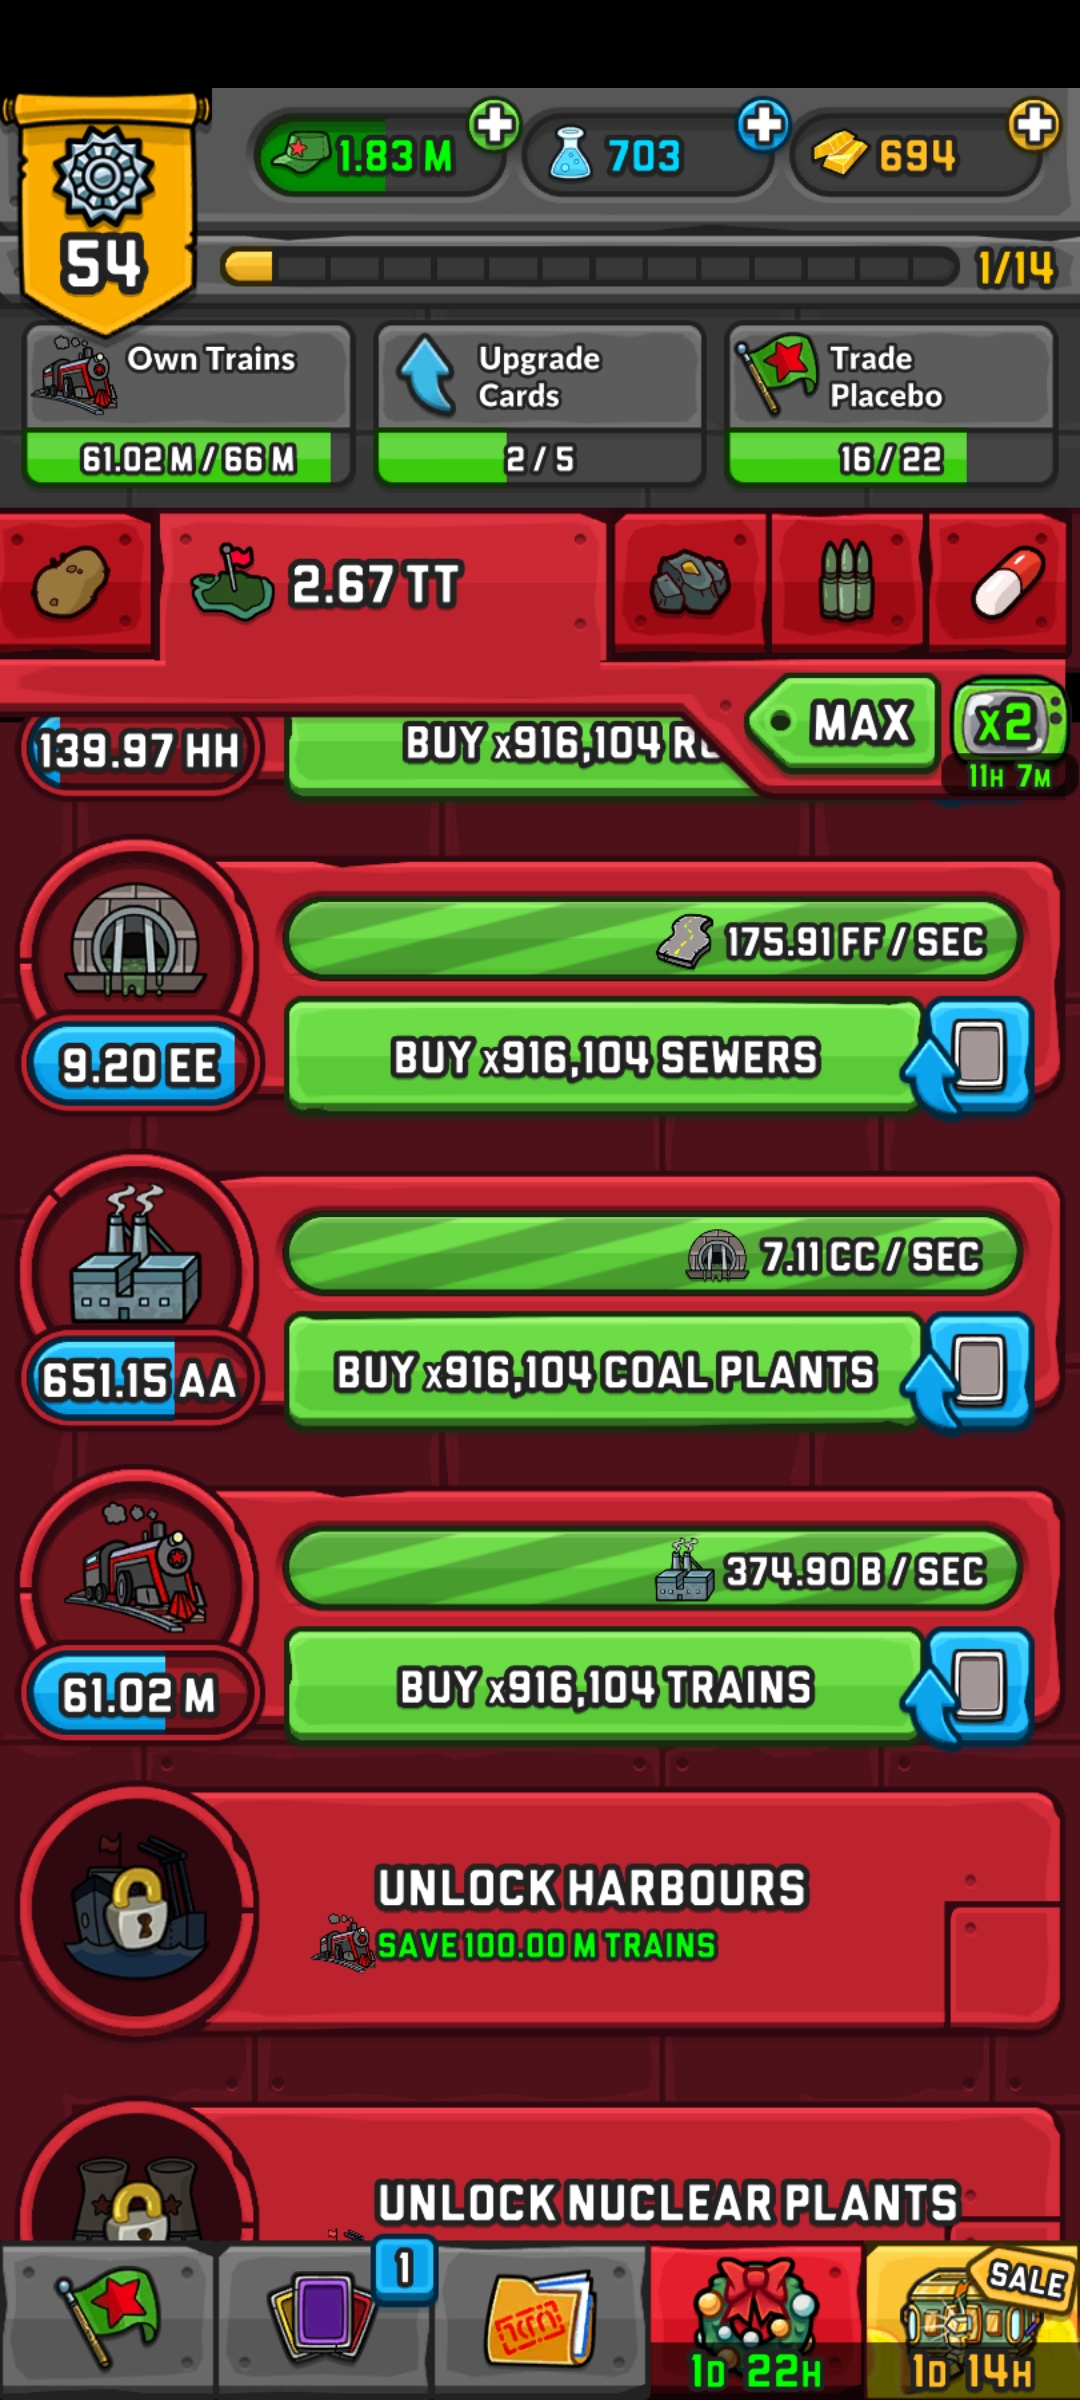 1.83 M
703
694
54
1/14
Own Trains
61.02 M / 66 M
Upgrade
Cards
2 / 5
Trade
Placebo
16 / 22
2.67 TT
MAX
x2
11H 7M
139.97 HH
BUY x916,104
175.91 FF / SEC
9.20 EE
BUY x916,104 SEWERS
7.11 CC / SEC
651.15 AA
BUY x916,104 COAL PLANTS
374.90 B / SEC
61.02 M
BUY x916,104 TRAINS
UNLOCK HARBOURS
SAVE 100.00 M TRAINS
UNLOCK NUCLEAR PLANTS
1
SALE
1D 22H
1D 14H